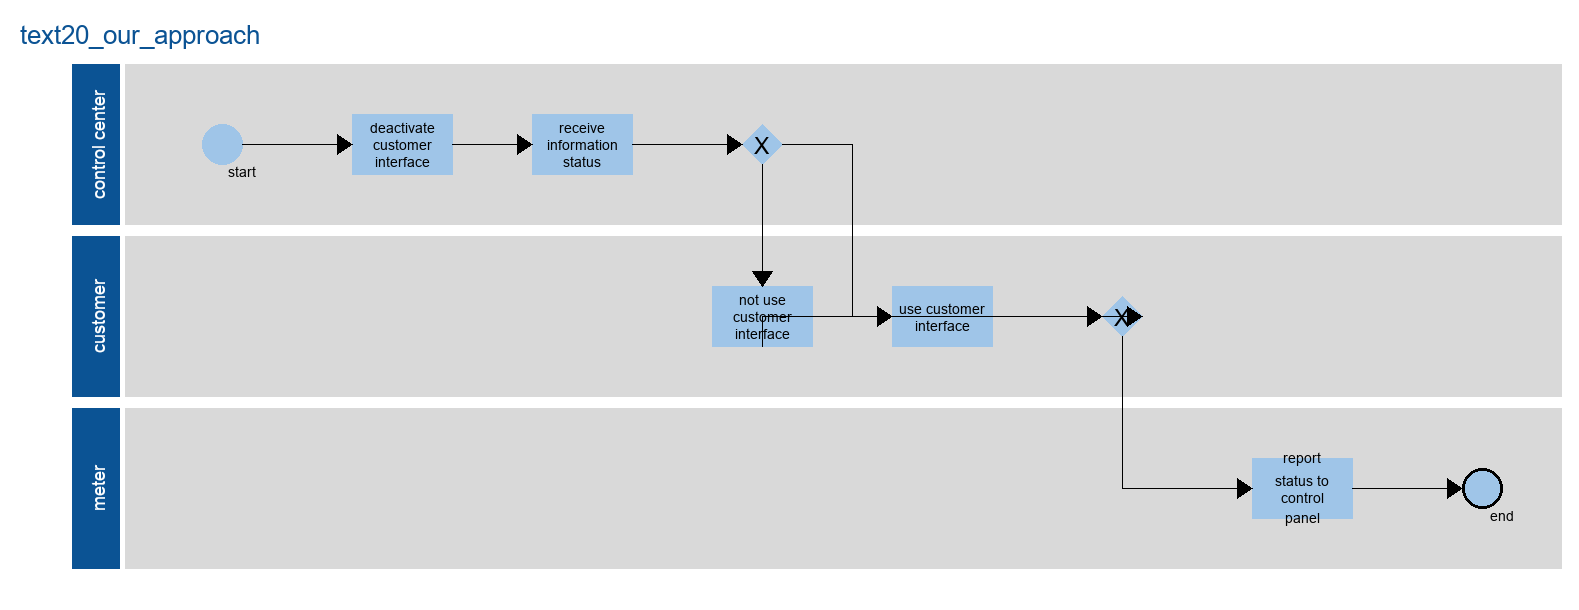 text20_our_approach
control center
start
deactivate
customer
interface
receive
information
status
X
customer
not use
customer
interface
use customer
interface
X
meter
report
status to
control
panel
end